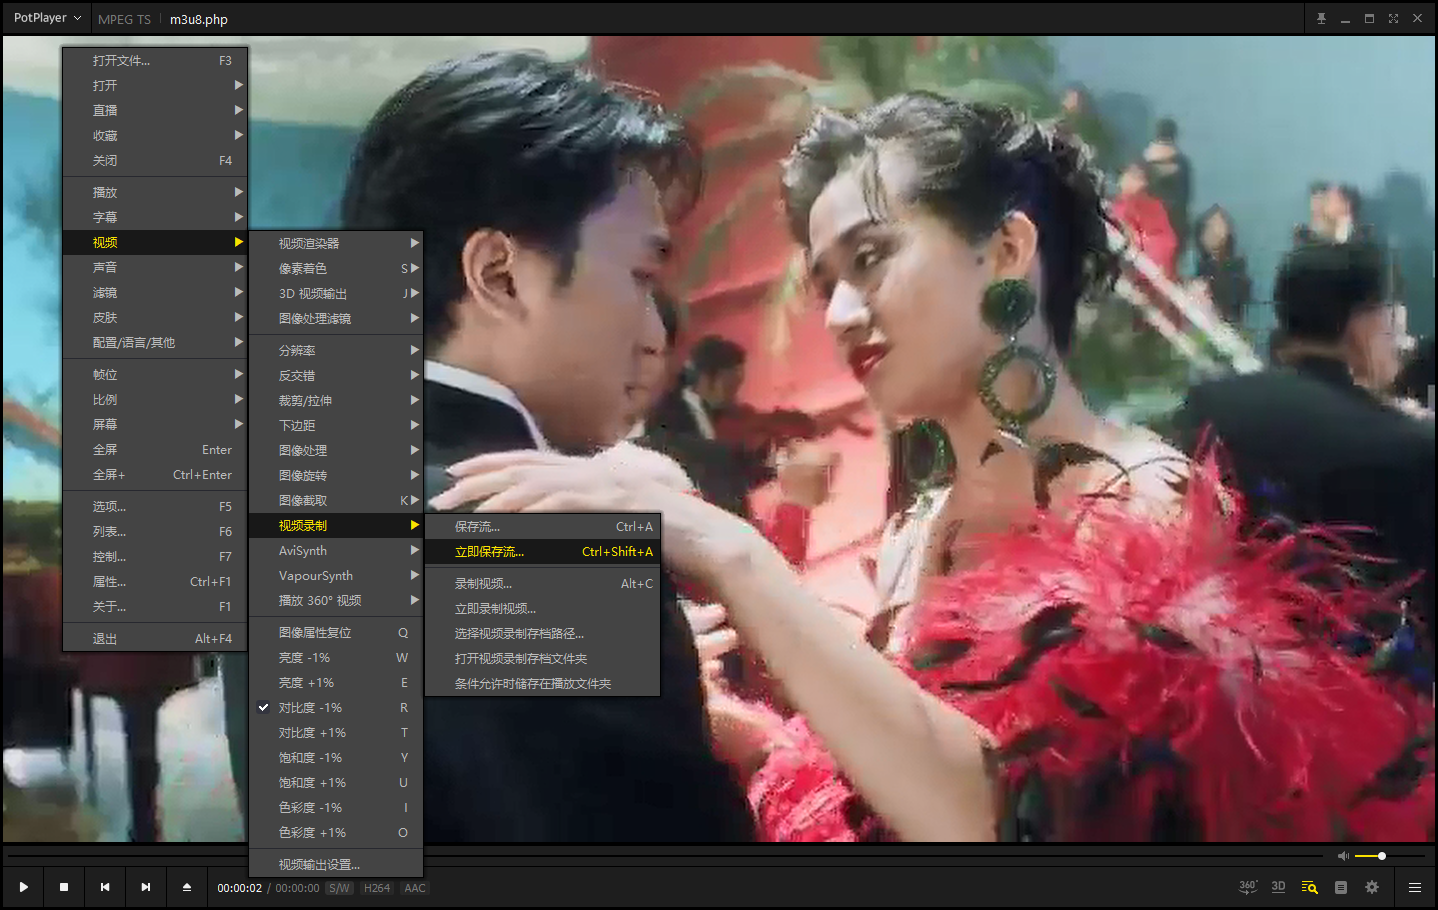 PotPlayer MPEG TS m3u8.php
打开文件... F3
打开
直播
收藏
关闭 F4
播放
字幕
视频
声音
滤镜
皮肤
配置/语言/其他
帧位
比例
屏幕
全屏 Enter
全屏+ Ctrl+Enter
选项... F5
列表... F6
控制... F7
属性... Ctrl+F1
关于... F1
退出 Alt+F4
视频渲染器
像素着色 S
3D 视频输出 J
图像处理滤镜
分辨率
反交错
裁剪/拉伸
下边距
图像处理
图像旋转
图像截取 K
视频录制
AviSynth
VapourSynth
播放 360° 视频
图像属性复位 Q
亮度 -1% W
亮度 +1% E
对比度 -1% R
对比度 +1% T
饱和度 -1% Y
饱和度 +1% U
色彩度 -1% I
色彩度 +1% O
视频输出设置...
保存流... Ctrl+A
立即保存流... Ctrl+Shift+A
录制视频... Alt+C
立即录制视频...
选择视频录制存档路径...
打开视频录制存档文件夹
条件允许时储存在播放文件夹
00:00:02 / 00:00:00 S/W H264 AAC
360° 3D